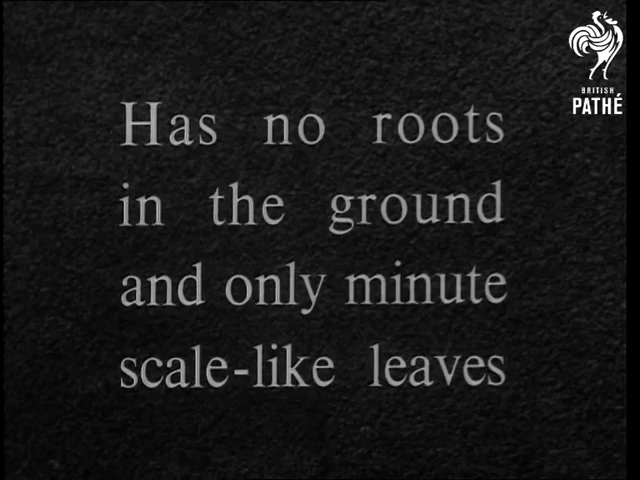 BRITISH
PATHÉ
Has no roots
in the ground
and only minute
scale-like leaves